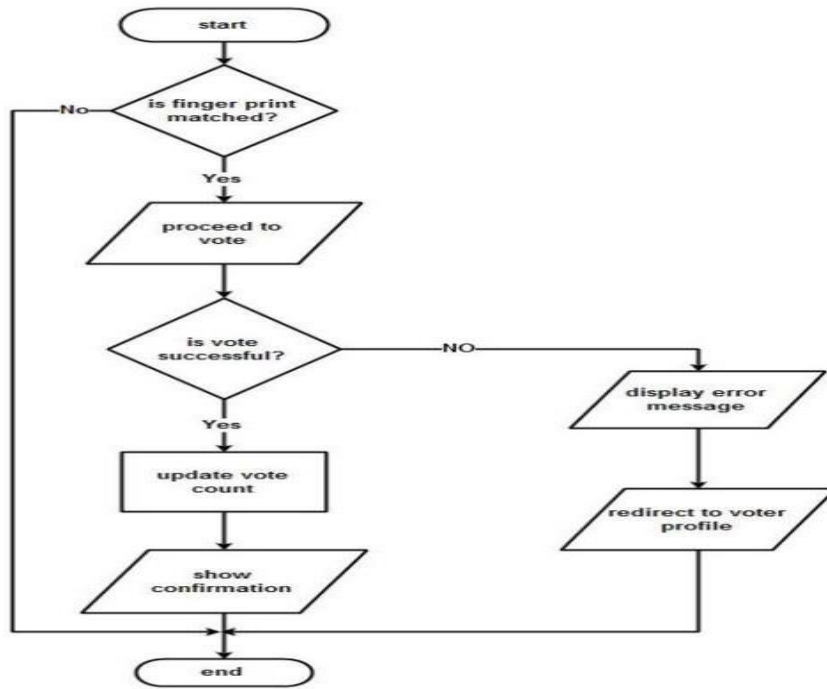 start
No
is finger print
matched?
Yes
proceed to
vote
is vote
successful?
NO
display error
message
Yes
update vote
count
redirect to voter
profile
show
confirmation
end